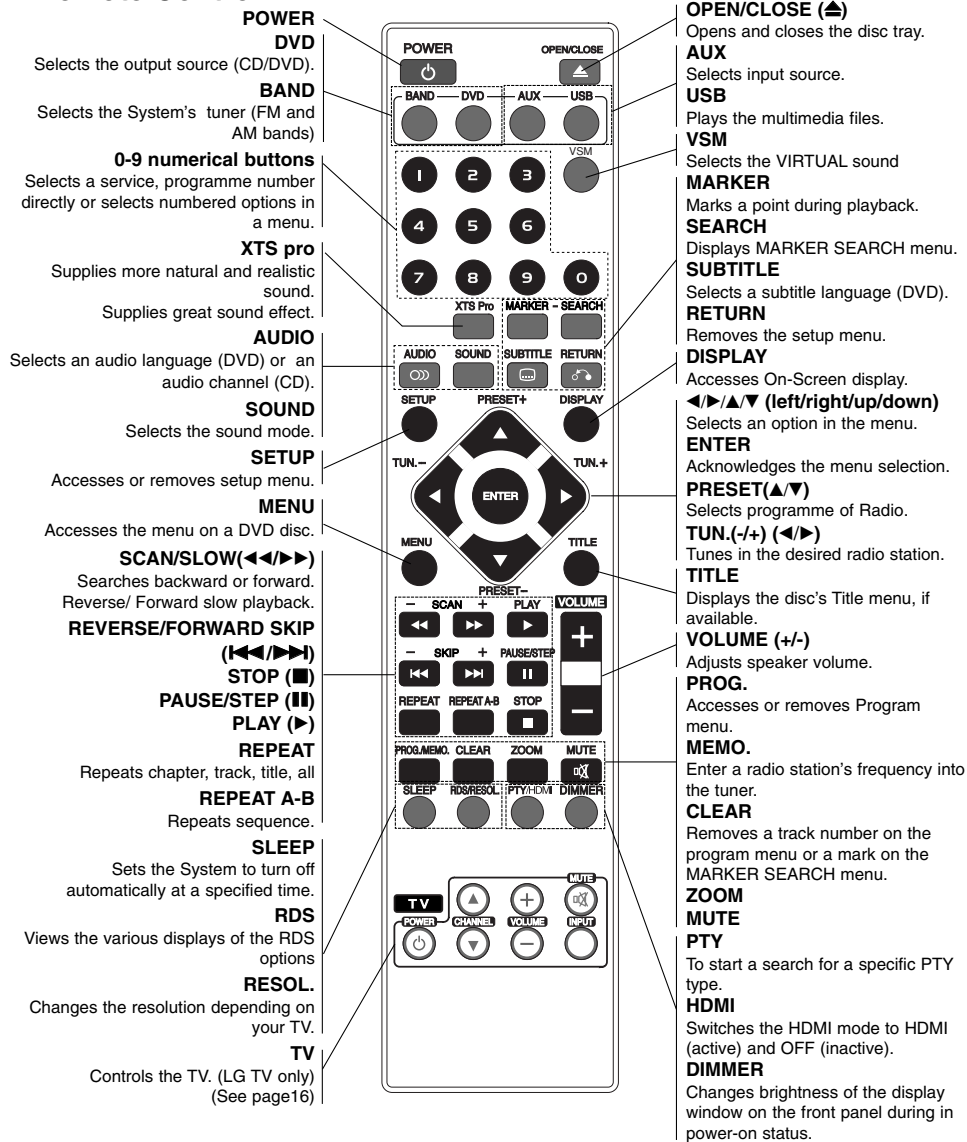 POWER
DVD
Selects the output source (CD/DVD).
BAND
Selects the System's tuner (FM and
AM bands)
0-9 numerical buttons
Selects a service, programme number
directly or selects numbered options in
a menu.
XTS pro
Supplies more natural and realistic
sound.
Supplies great sound effect.
AUDIO
Selects an audio language (DVD) or an
audio channel (CD).
SOUND
Selects the sound mode.
SETUP
Accesses or removes setup menu.
MENU
Accesses the menu on a DVD disc.
SCAN/SLOW(◄◄/►►)
Searches backward or forward.
Reverse/ Forward slow playback.
REVERSE/FORWARD SKIP
(|◄◄/►►|)
STOP (■)
PAUSE/STEP (❚❚)
PLAY (►)
REPEAT
Repeats chapter, track, title, all
REPEAT A-B
Repeats sequence.
SLEEP
Sets the System to turn off
automatically at a specified time.
RDS
Views the various displays of the RDS
options
RESOL.
Changes the resolution depending on
your TV.
TV
Controls the TV. (LG TV only)
(See page16)
POWER OPEN/CLOSE
BAND DVD AUX USB
VSM
1 2 3
4 5 6
7 8 9 0
XTS Pro MARKER - SEARCH
AUDIO SOUND SUBTITLE RETURN
SETUP PRESET+ DISPLAY
TUN.- TUN.+
ENTER
MENU TITLE
PRESET-
- SCAN + PLAY VOLUME
+
- SKIP + PAUSE/STEP
-
REPEAT REPEAT A-B STOP
PROG./MEMO. CLEAR ZOOM MUTE
SLEEP RDS/RESOL. PTY/HDMI DIMMER
MUTE
TV
POWER CHANNEL VOLUME INPUT
OPEN/CLOSE (⏏)
Opens and closes the disc tray.
AUX
Selects input source.
USB
Plays the multimedia files.
VSM
Selects the VIRTUAL sound
MARKER
Marks a point during playback.
SEARCH
Displays MARKER SEARCH menu.
SUBTITLE
Selects a subtitle language (DVD).
RETURN
Removes the setup menu.
DISPLAY
Accesses On-Screen display.
◄/►/▲/▼ (left/right/up/down)
Selects an option in the menu.
ENTER
Acknowledges the menu selection.
PRESET(▲/▼)
Selects programme of Radio.
TUN.(-/+) (◄/►)
Tunes in the desired radio station.
TITLE
Displays the disc's Title menu, if
available.
VOLUME (+/-)
Adjusts speaker volume.
PROG.
Accesses or removes Program
menu.
MEMO.
Enter a radio station's frequency into
the tuner.
CLEAR
Removes a track number on the
program menu or a mark on the
MARKER SEARCH menu.
ZOOM
MUTE
PTY
To start a search for a specific PTY
type.
HDMI
Switches the HDMI mode to HDMI
(active) and OFF (inactive).
DIMMER
Changes brightness of the display
window on the front panel during in
power-on status.